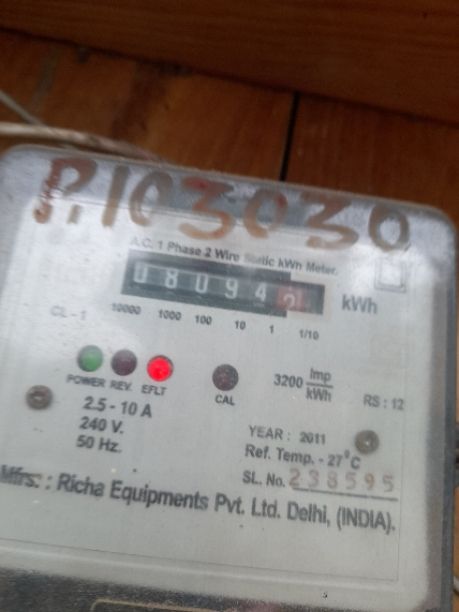 P.103030
A.C. 1 Phase 2 Wire Static kWh Meter.
08094 kWh
10000 1000 100 10 1 1/10
CL - 1
POWER REV. EFLT CAL
3200 Imp/kWh
RS : 12
2.5 - 10 A
240 V.
50 Hz.
YEAR : 2011
Ref. Temp. - 27°C
SL. No. 238595
Mfrs. : Richa Equipments Pvt. Ltd. Delhi, (INDIA).